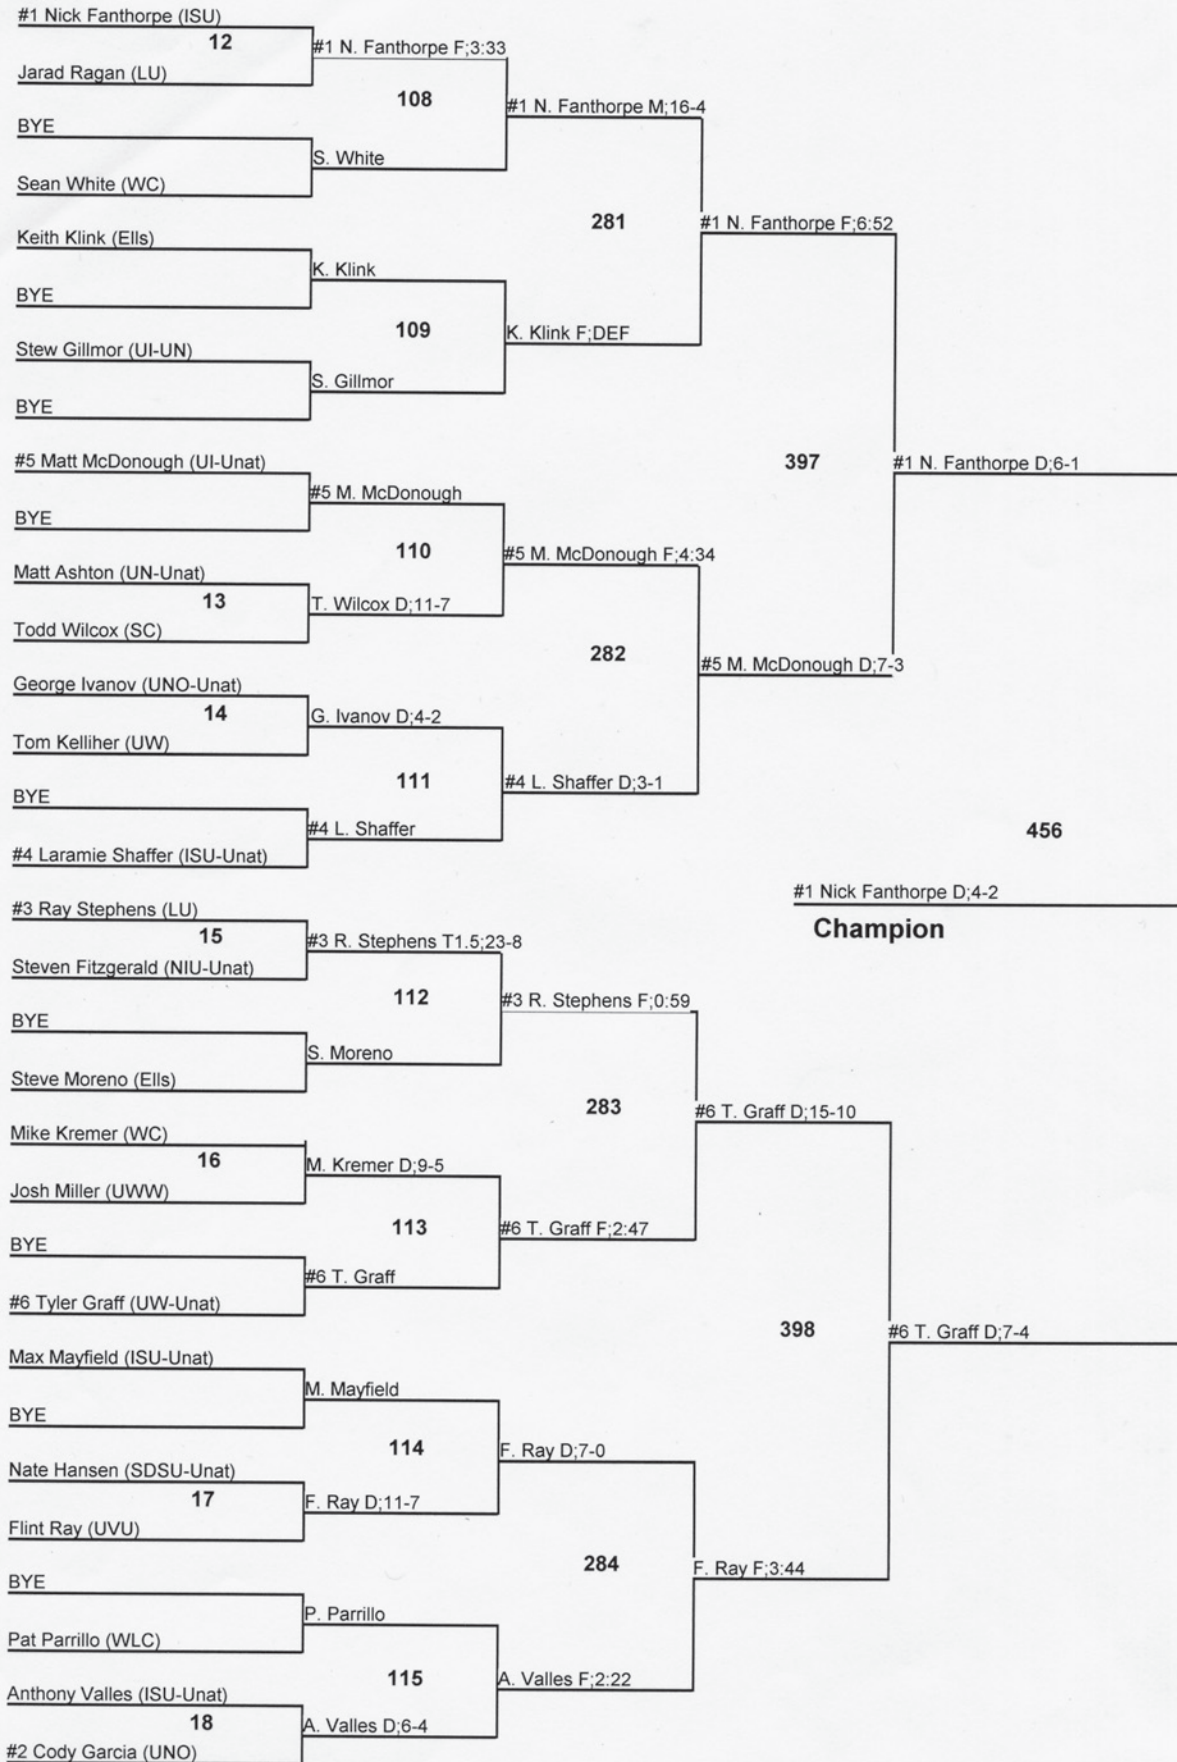 #1 Nick Fanthorpe (ISU)
12
#1 N. Fanthorpe F;3:33
Jarad Ragan (LU)
108
#1 N. Fanthorpe M;16-4
BYE
S. White
Sean White (WC)
281
#1 N. Fanthorpe F;6:52
Keith Klink (Ells)
K. Klink
BYE
109
K. Klink F;DEF
Stew Gillmor (UI-UN)
S. Gillmor
BYE
397
#1 N. Fanthorpe D;6-1
#5 Matt McDonough (UI-Unat)
#5 M. McDonough
BYE
110
#5 M. McDonough F;4:34
Matt Ashton (UN-Unat)
13
T. Wilcox D;11-7
Todd Wilcox (SC)
282
#5 M. McDonough D;7-3
George Ivanov (UNO-Unat)
14
G. Ivanov D;4-2
Tom Kelliher (UW)
111
#4 L. Shaffer D;3-1
BYE
#4 L. Shaffer
#4 Laramie Shaffer (ISU-Unat)
456
#1 Nick Fanthorpe D;4-2
Champion
#3 Ray Stephens (LU)
15
#3 R. Stephens T1.5;23-8
Steven Fitzgerald (NIU-Unat)
112
#3 R. Stephens F;0:59
BYE
S. Moreno
Steve Moreno (Ells)
283
#6 T. Graff D;15-10
Mike Kremer (WC)
16
M. Kremer D;9-5
Josh Miller (UWW)
113
#6 T. Graff F;2:47
BYE
#6 T. Graff
#6 Tyler Graff (UW-Unat)
398
#6 T. Graff D;7-4
Max Mayfield (ISU-Unat)
M. Mayfield
BYE
114
F. Ray D;7-0
Nate Hansen (SDSU-Unat)
17
F. Ray D;11-7
Flint Ray (UVU)
284
F. Ray F;3:44
BYE
P. Parrillo
Pat Parrillo (WLC)
115
A. Valles F;2:22
Anthony Valles (ISU-Unat)
18
A. Valles D;6-4
#2 Cody Garcia (UNO)